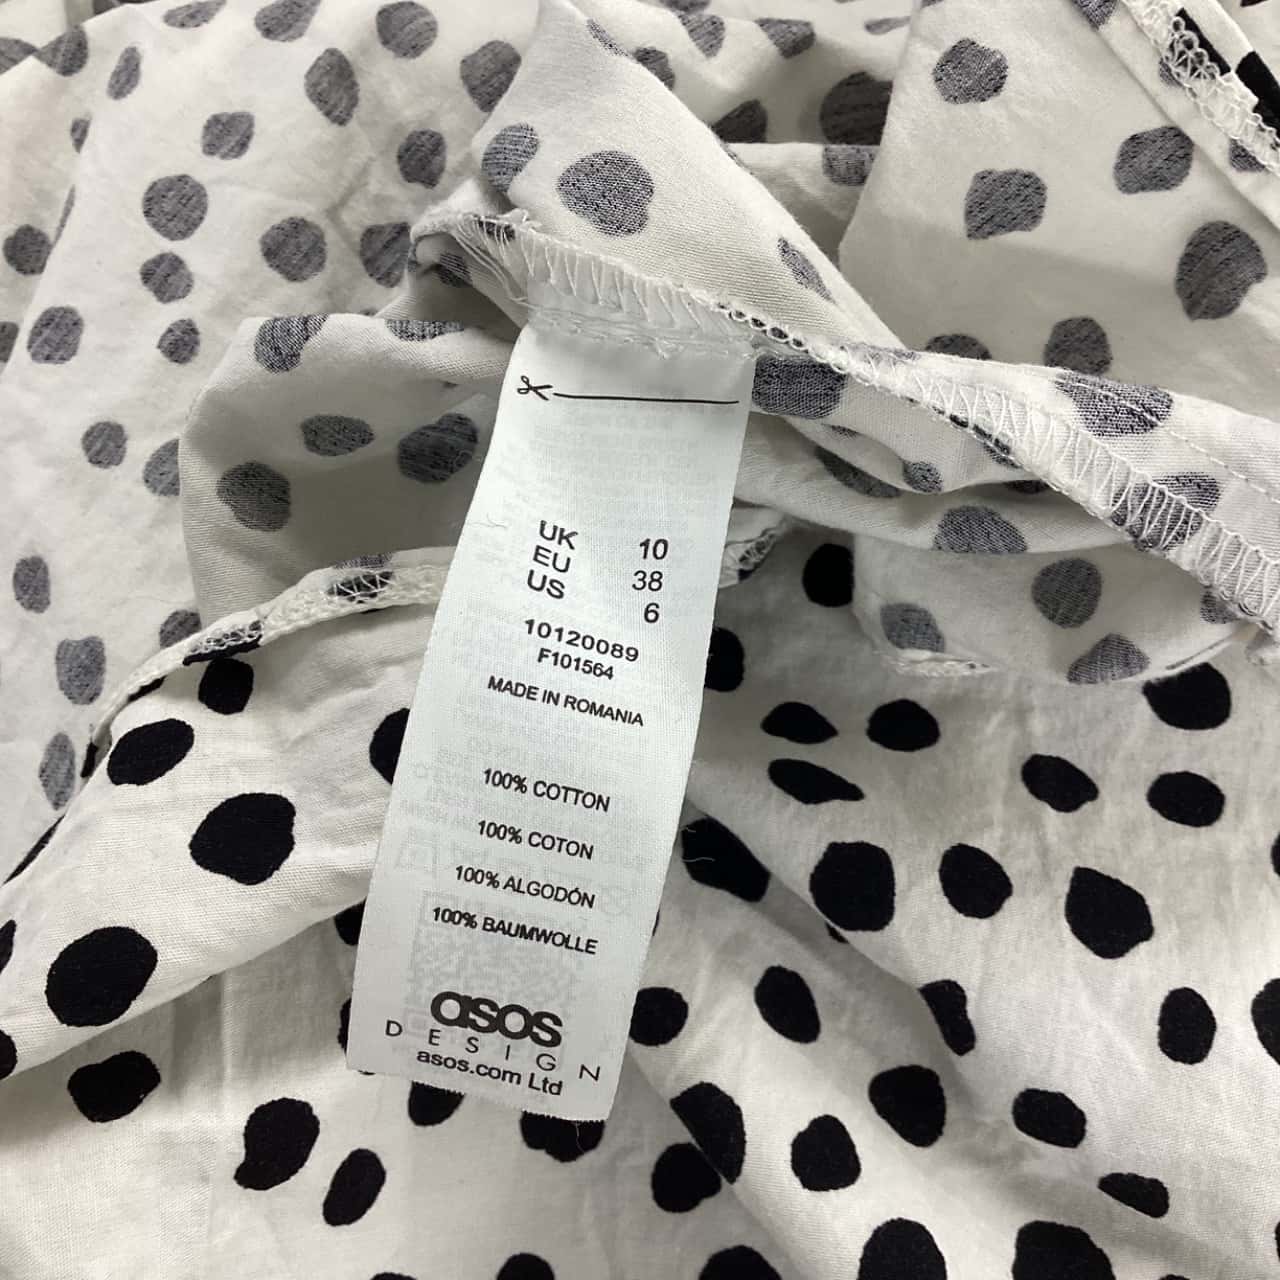 UK 10
EU 38
US 6
10120089
F101564
MADE IN ROMANIA
100% COTTON
100% COTON
100% ALGODÓN
100% BAUMWOLLE
asos
DESIGN
asos.com Ltd